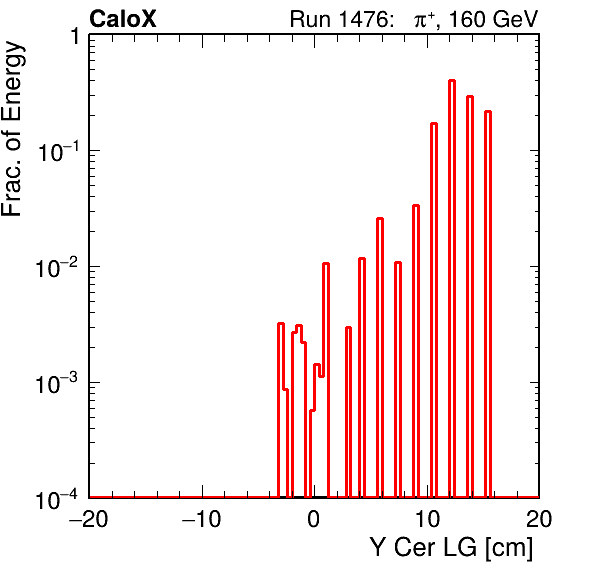 CaloX Run 1476: π⁺, 160 GeV
Frac. of Energy
1
10⁻¹
10⁻²
10⁻³
10⁻⁴
−20 −10 0 10 20
Y Cer LG [cm]